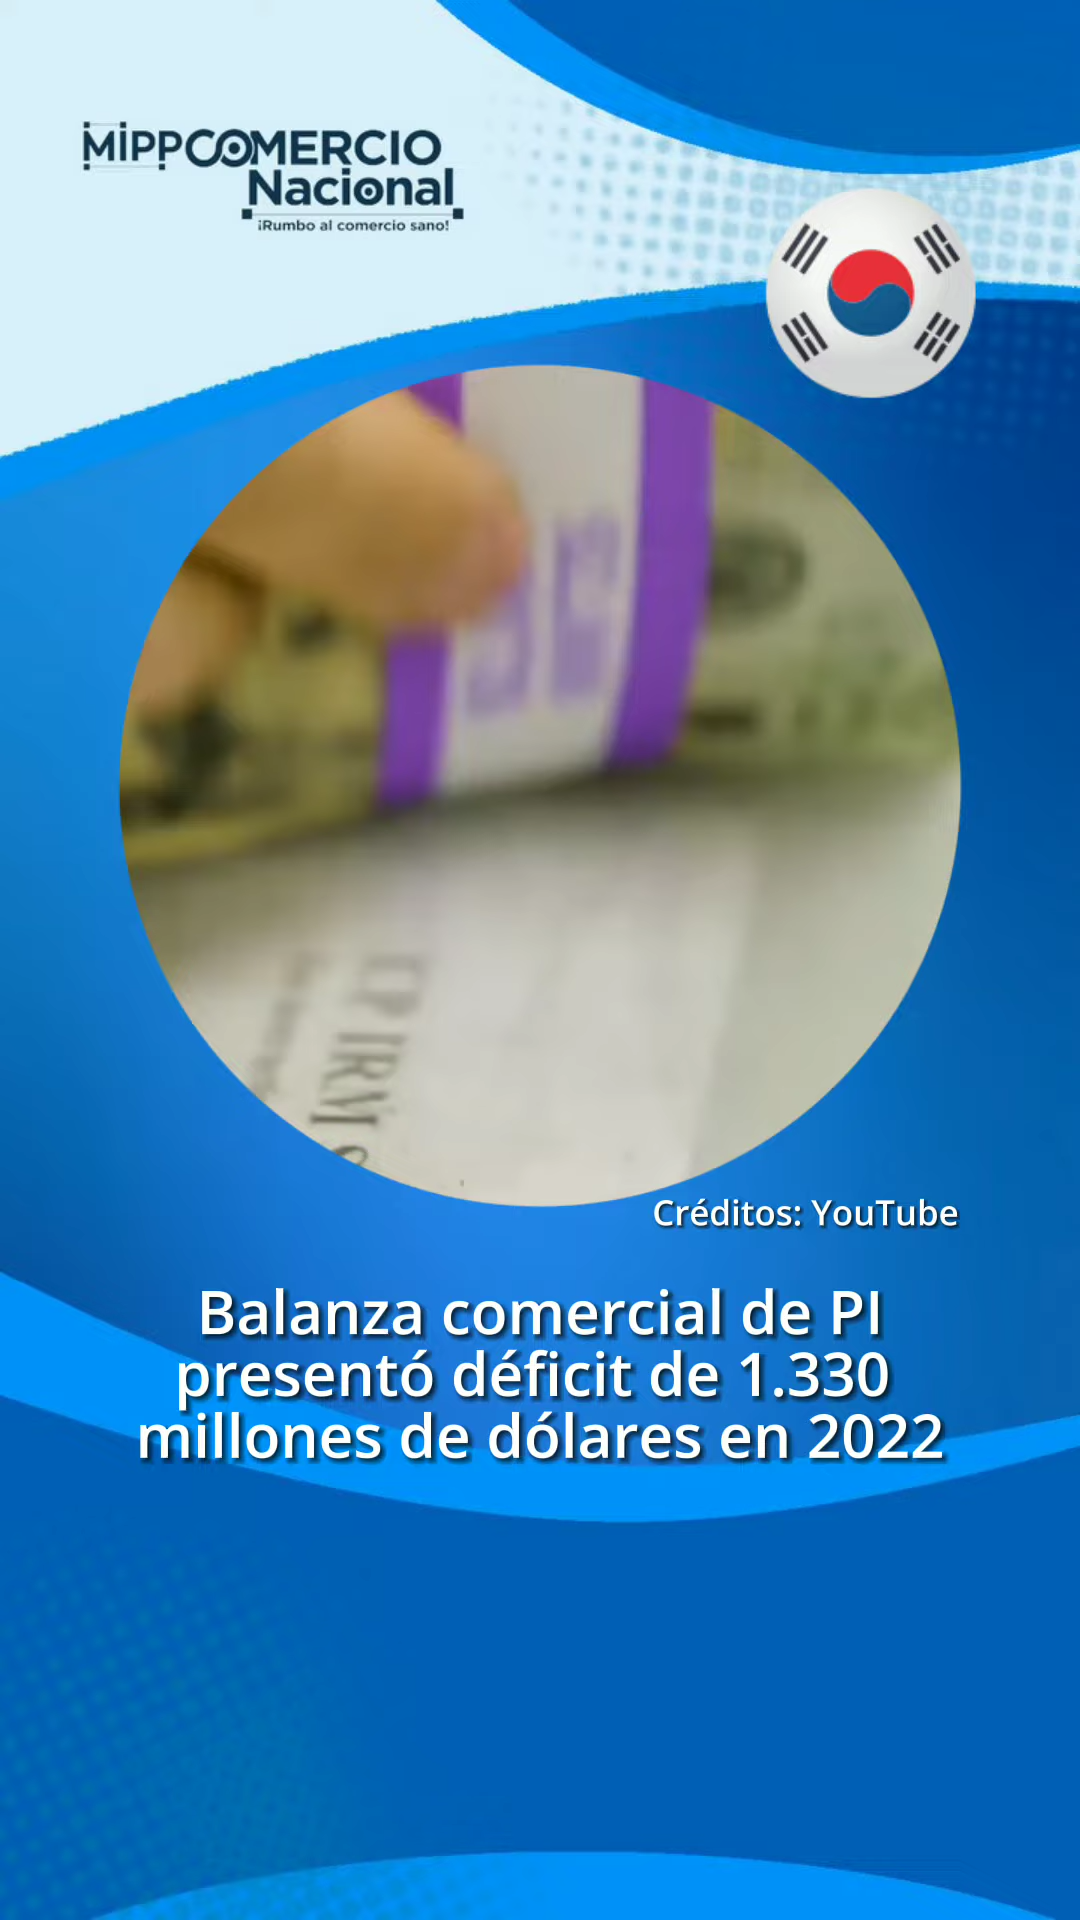 MiPPCOMERCIO
Nacional
¡Rumbo al comercio sano!
Créditos: YouTube
Balanza comercial de PI
presentó déficit de 1.330
millones de dólares en 2022